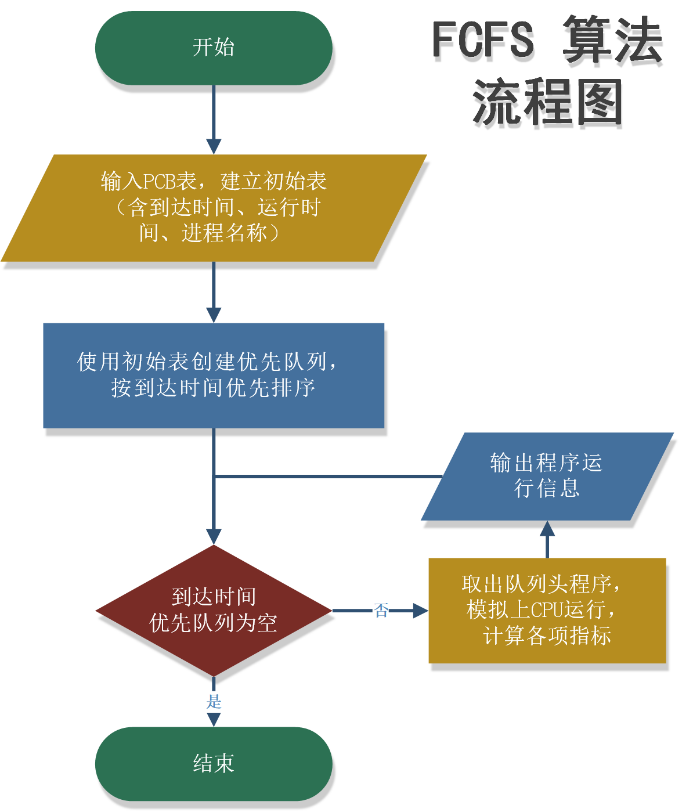 FCFS 算法
流程图
开始
输入PCB表，建立初始表
（含到达时间、运行时
间、进程名称）
使用初始表创建优先队列，
按到达时间优先排序
输出程序运
行信息
到达时间
优先队列为空
否
取出队列头程序，
模拟上CPU运行，
计算各项指标
是
结束